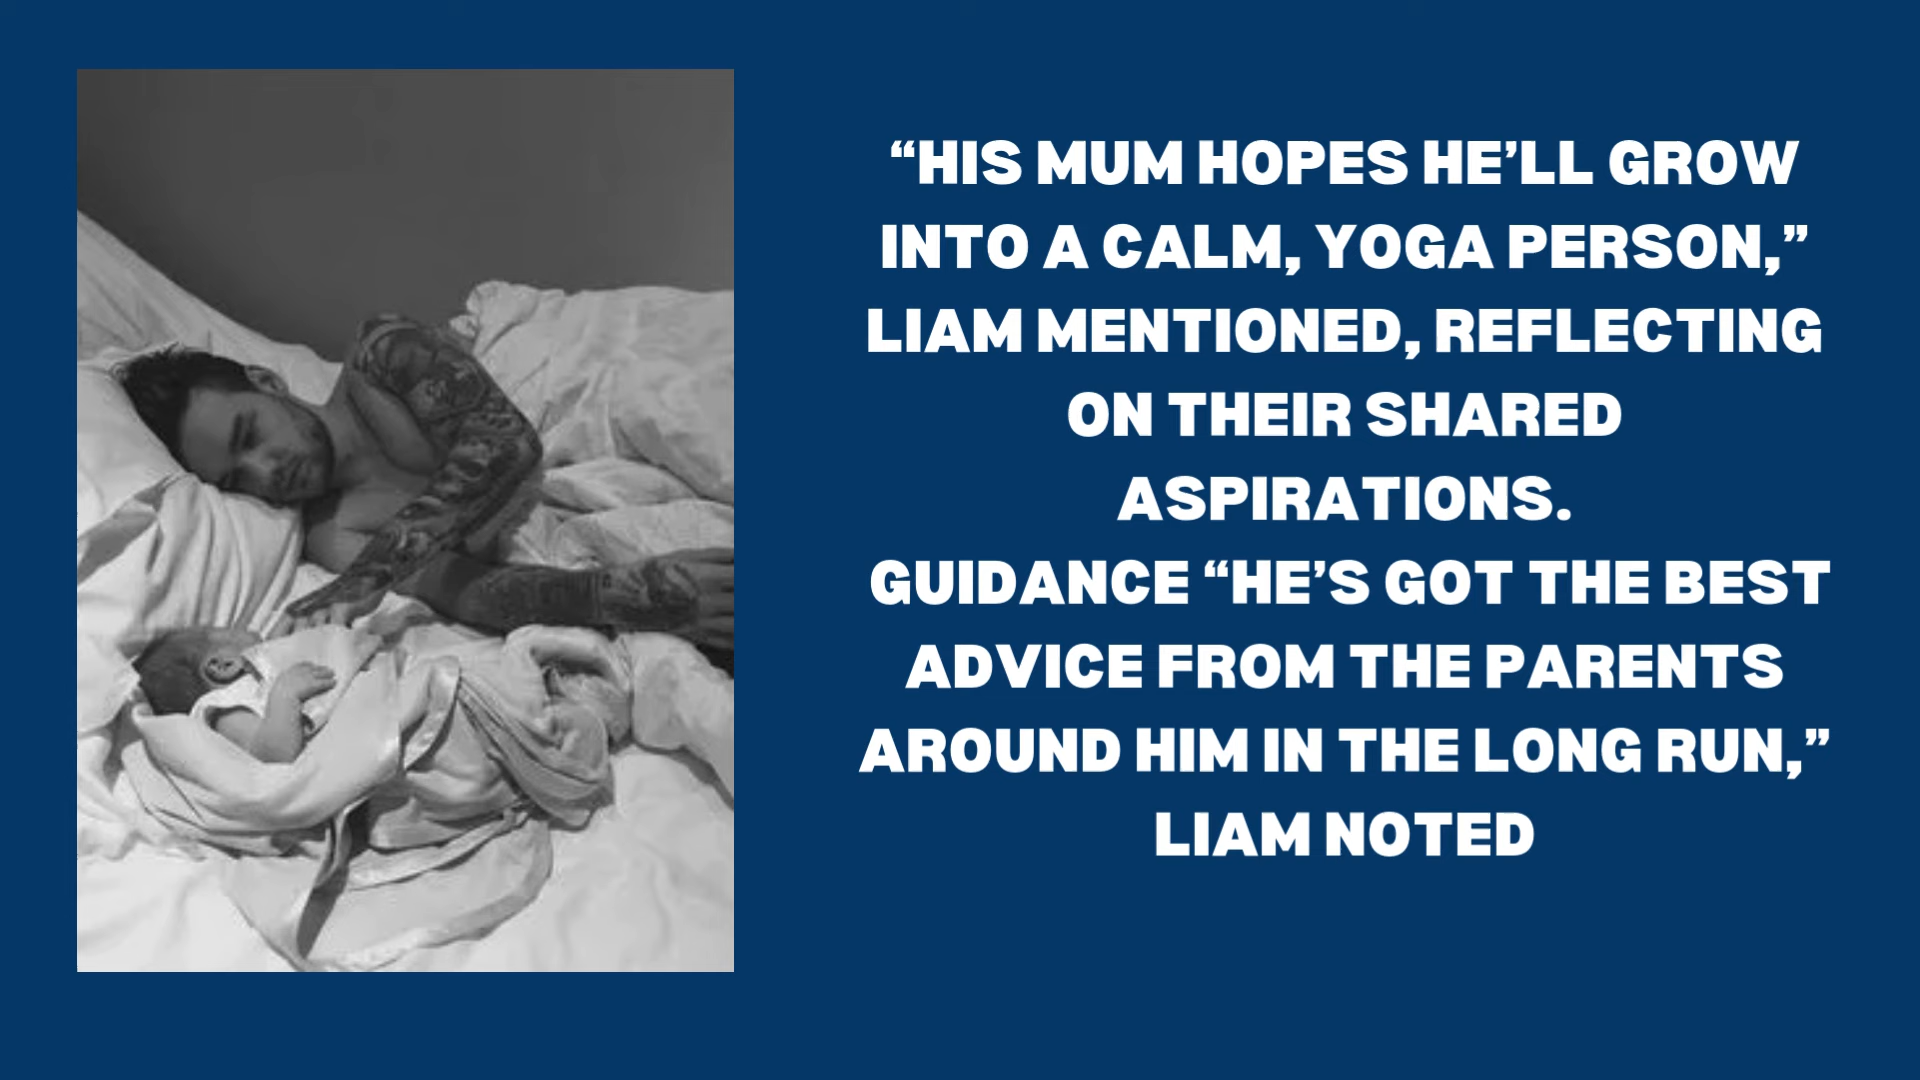 “HIS MUM HOPES HE’LL GROW
INTO A CALM, YOGA PERSON,”
LIAM MENTIONED, REFLECTING
ON THEIR SHARED
ASPIRATIONS.
GUIDANCE “HE’S GOT THE BEST
ADVICE FROM THE PARENTS
AROUND HIM IN THE LONG RUN,”
LIAM NOTED